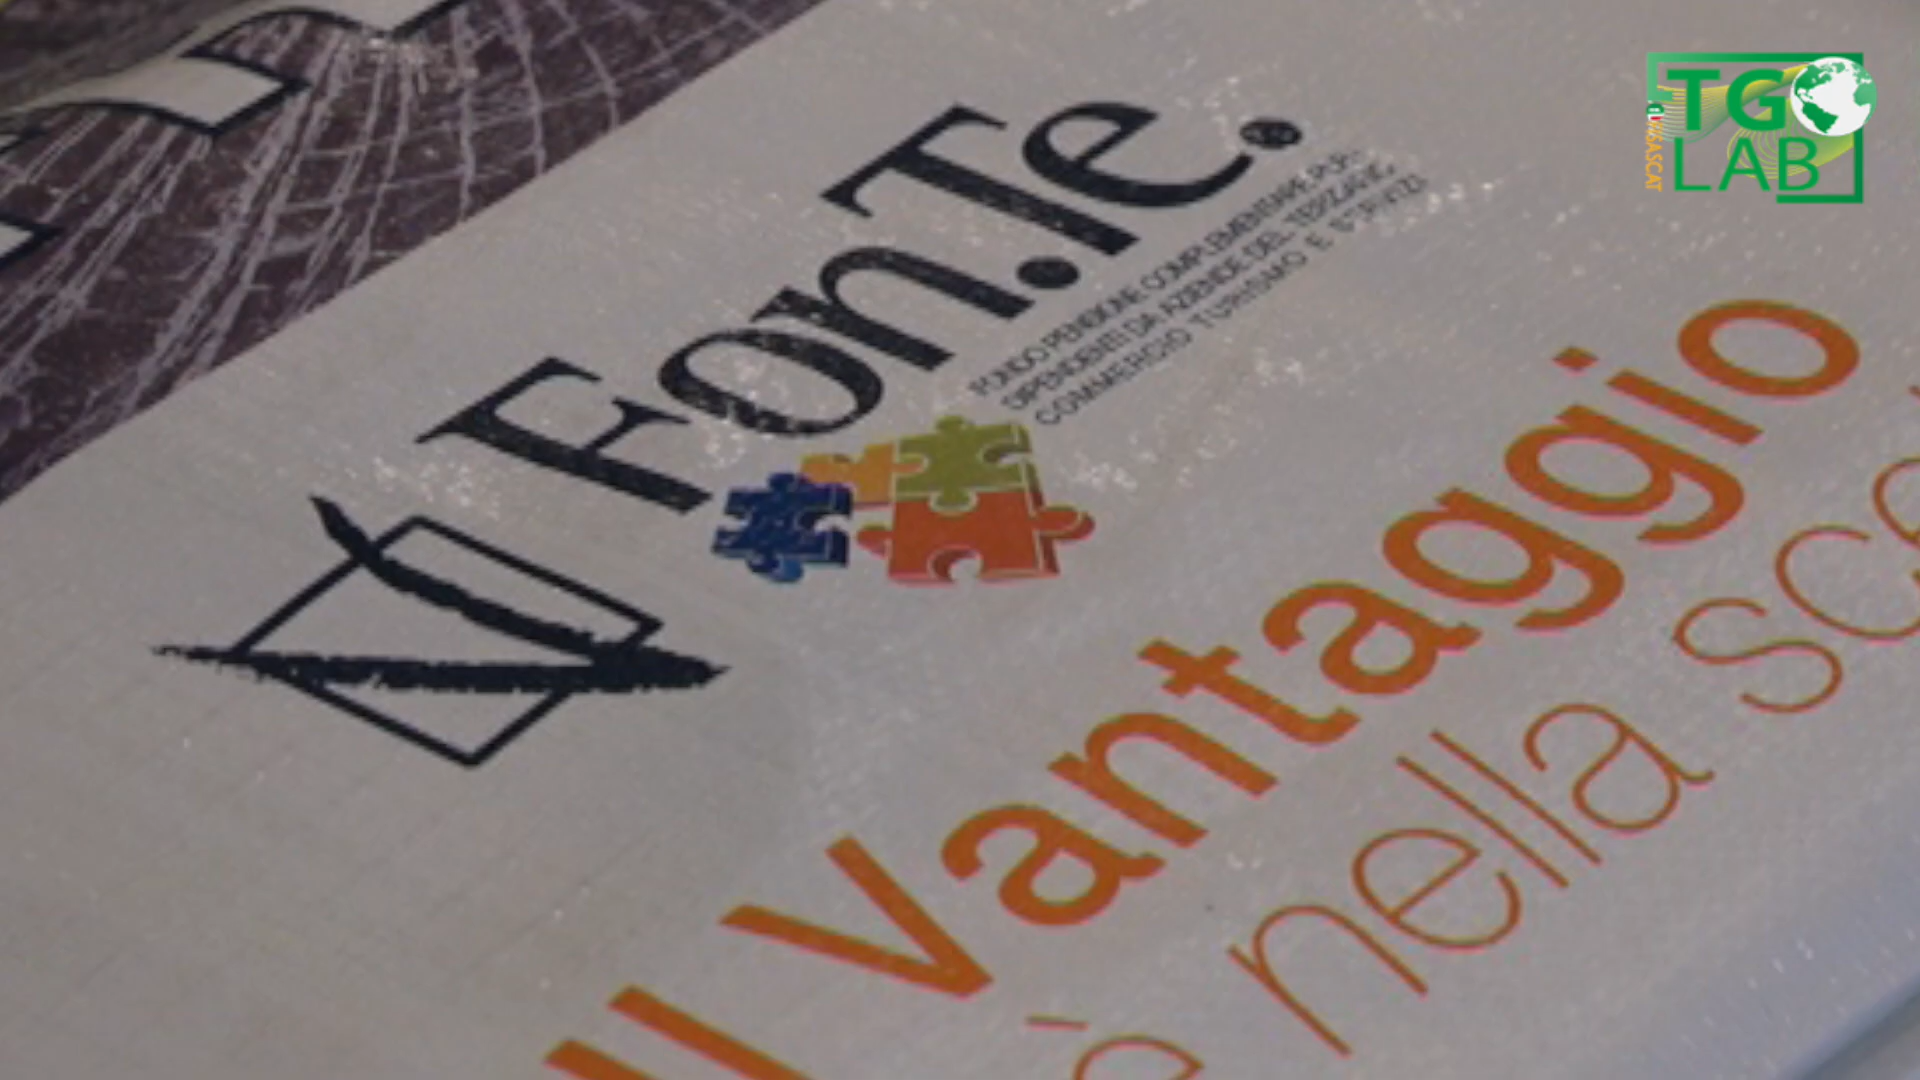 Fon.Te.
FONDO PENSIONE COMPLEMENTARE PER
DIPENDENTI DA AZIENDE DEL TERZIARIO
COMMERCIO TURISMO E SERVIZI
Il vantaggio
è nella
TG
LAB
FISASCAT